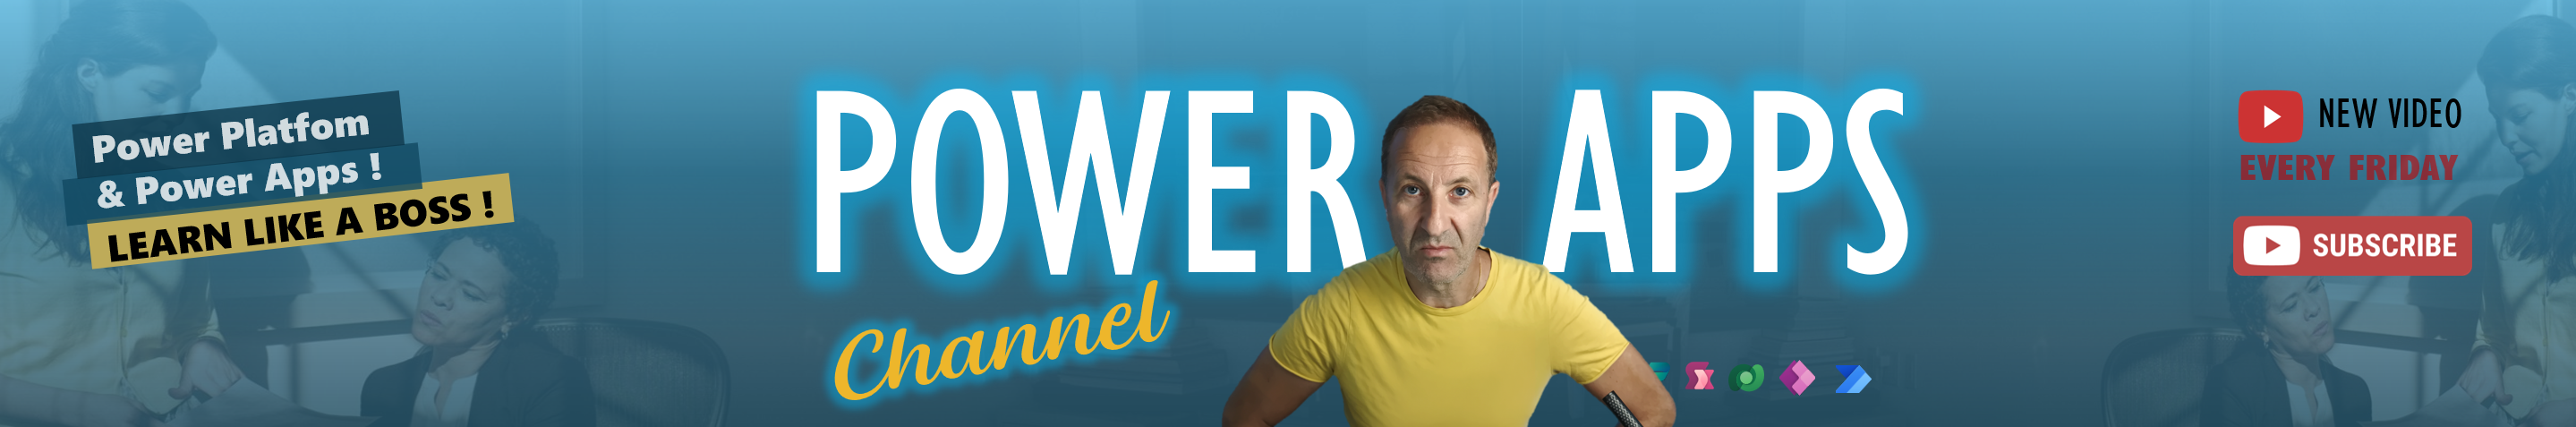 Power Platfom
& Power Apps !
LEARN LIKE A BOSS !
POWER APPS
Channel
NEW VIDEO
EVERY FRIDAY
SUBSCRIBE